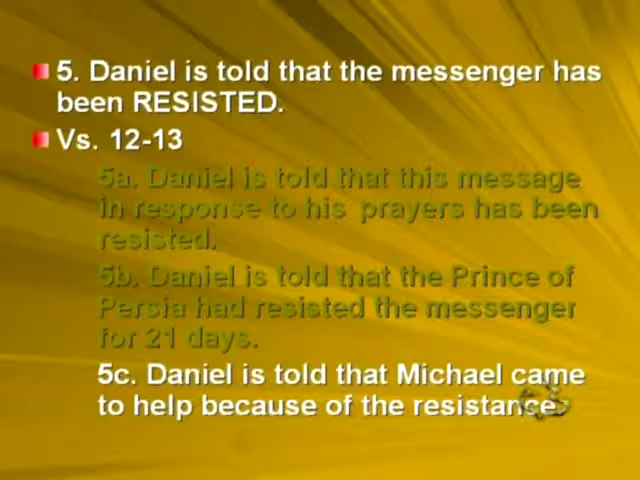 5. Daniel is told that the messenger has
been RESISTED.
Vs. 12-13
5a. Daniel is told that this message
in response to his prayers has been
resisted.
5b. Daniel is told that the Prince of
Persia had resisted the messenger
for 21 days.
5c. Daniel is told that Michael came
to help because of the resistance.